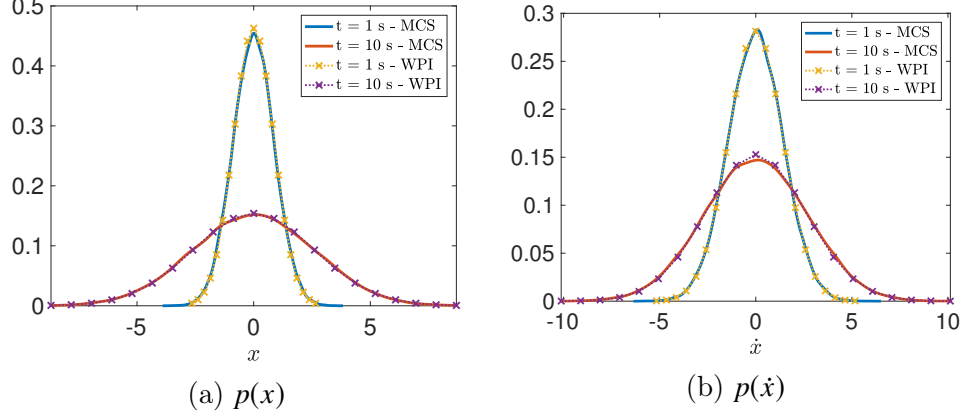 0.5
0.4
0.3
0.2
0.1
0
-5
0
5
x
t = 1 s - MCS
t = 10 s - MCS
t = 1 s - WPI
t = 10 s - WPI
(a) p(x)
0.3
0.25
0.2
0.15
0.1
0.05
0
-10
-5
0
5
10
ẋ
t = 1 s - MCS
t = 10 s - MCS
t = 1 s - WPI
t = 10 s - WPI
(b) p(ẋ)